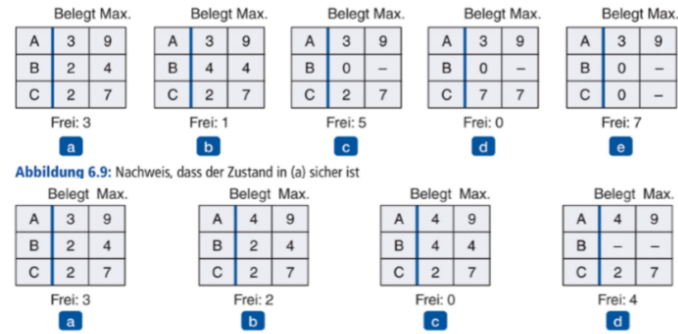 Belegt Max. Belegt Max. Belegt Max. Belegt Max. Belegt Max.
A 3 9 A 3 9 A 3 9 A 3 9 A 3 9
B 2 4 B 4 4 B 0 – B 0 – B 0 –
C 2 7 C 2 7 C 2 7 C 7 7 C 0 –
Frei: 3 Frei: 1 Frei: 5 Frei: 0 Frei: 7
a b c d e
Abbildung 6.9: Nachweis, dass der Zustand in (a) sicher ist
Belegt Max. Belegt Max. Belegt Max. Belegt Max.
A 3 9 A 4 9 A 4 9 A 4 9
B 2 4 B 2 4 B 4 4 B – –
C 2 7 C 2 7 C 2 7 C 2 7
Frei: 3 Frei: 2 Frei: 0 Frei: 4
a b c d